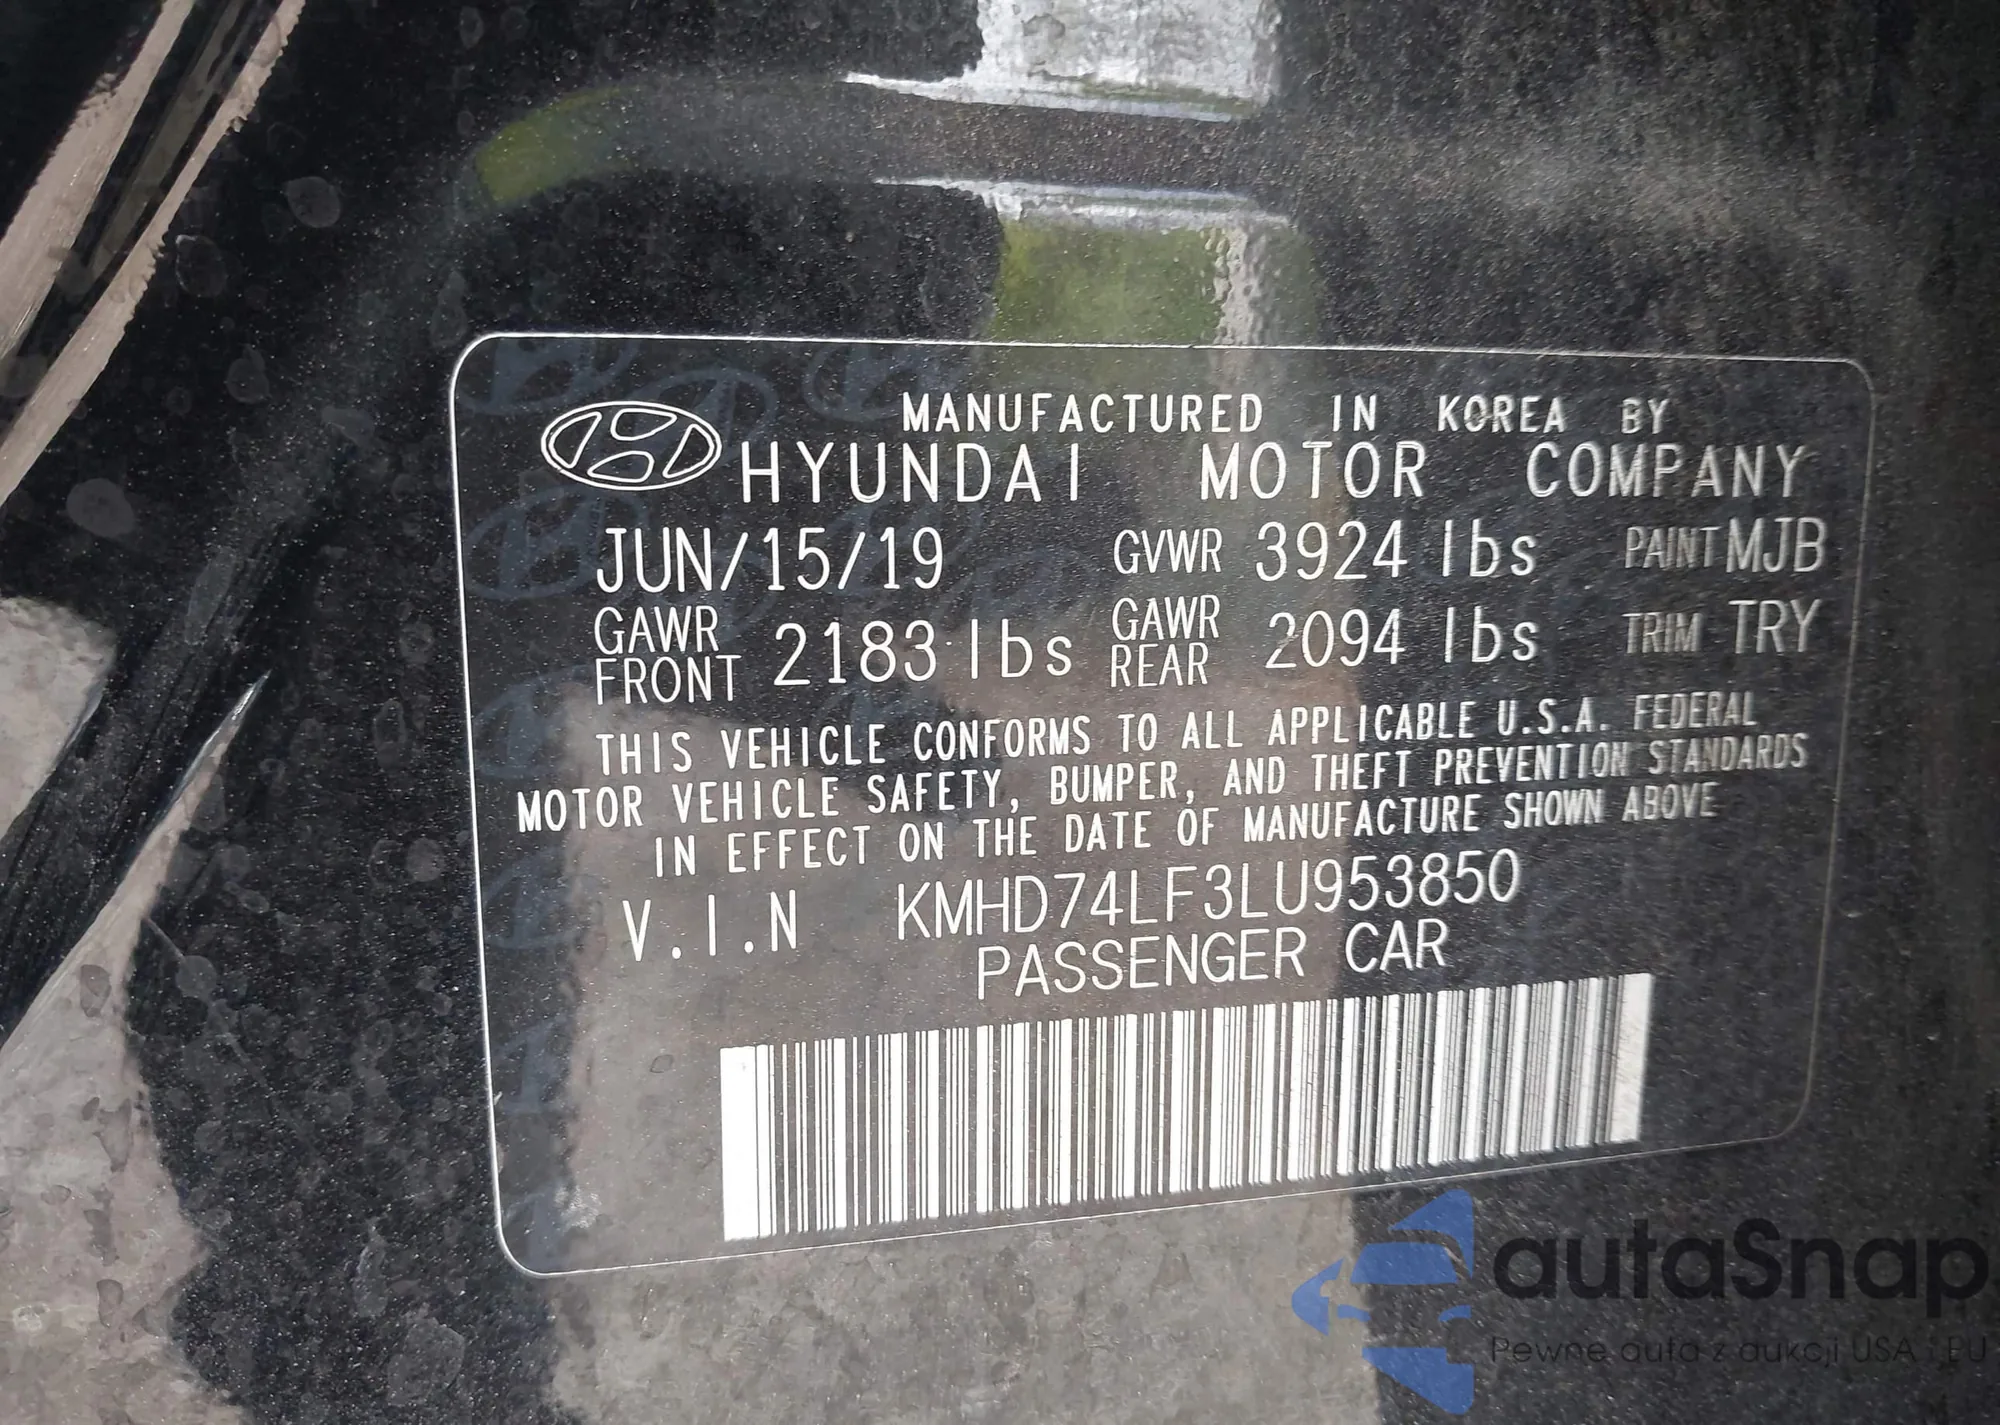 MANUFACTURED IN KOREA BY
HYUNDAI MOTOR COMPANY
JUN/15/19 GVWR 3924 lbs PAINT MJB
GAWR FRONT 2183 lbs GAWR REAR 2094 lbs TRIM TRY
THIS VEHICLE CONFORMS TO ALL APPLICABLE U.S.A. FEDERAL
MOTOR VEHICLE SAFETY, BUMPER, AND THEFT PREVENTION STANDARDS
IN EFFECT ON THE DATE OF MANUFACTURE SHOWN ABOVE
V.I.N KMHD74LF3LU953850
PASSENGER CAR
autaSnap
Pewne auta z aukcji USA i EU